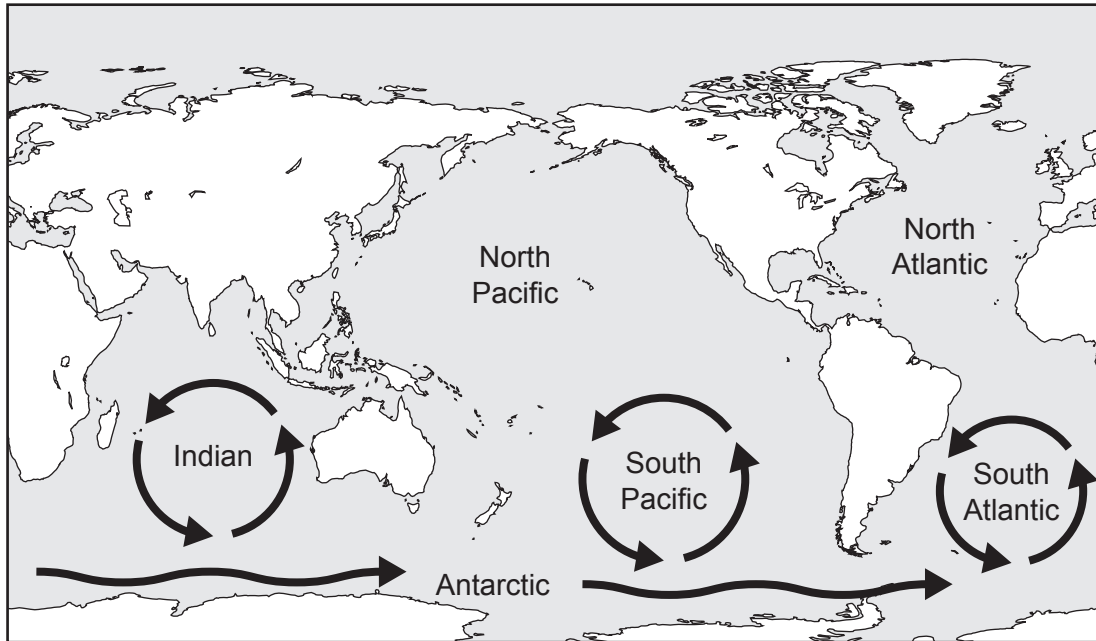 North
Pacific
North
Atlantic
Indian
South
Pacific
South
Atlantic
Antarctic